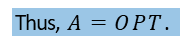 Thus, A = OPT.